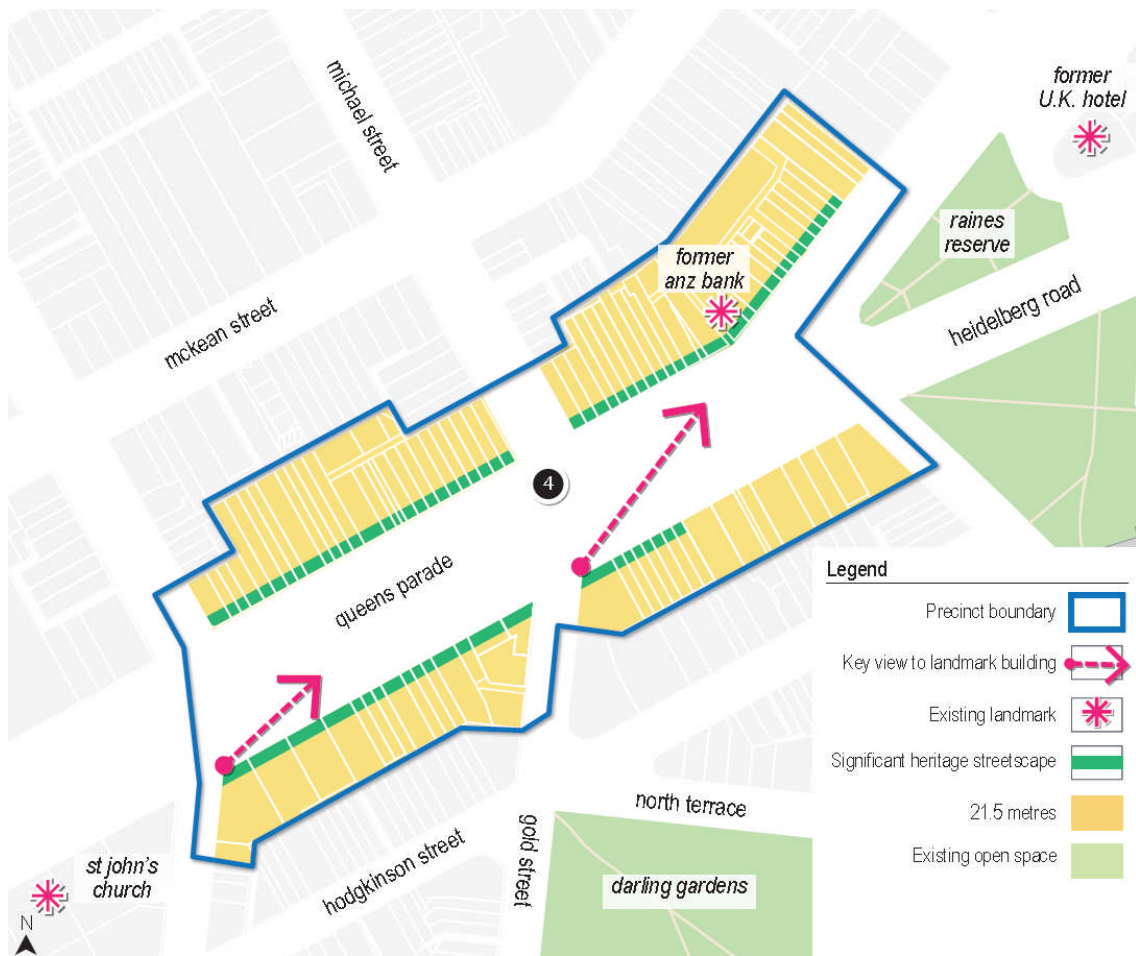 former
U.K. hotel
michael street
raines
reserve
former
anz bank
heidelberg road
mckean street
4
queens parade
Legend
Precinct boundary
Key view to landmark building
Existing landmark
Significant heritage streetscape
21.5 metres
Existing open space
north terrace
gold street
hodgkinson street
darling gardens
st john's
church
N